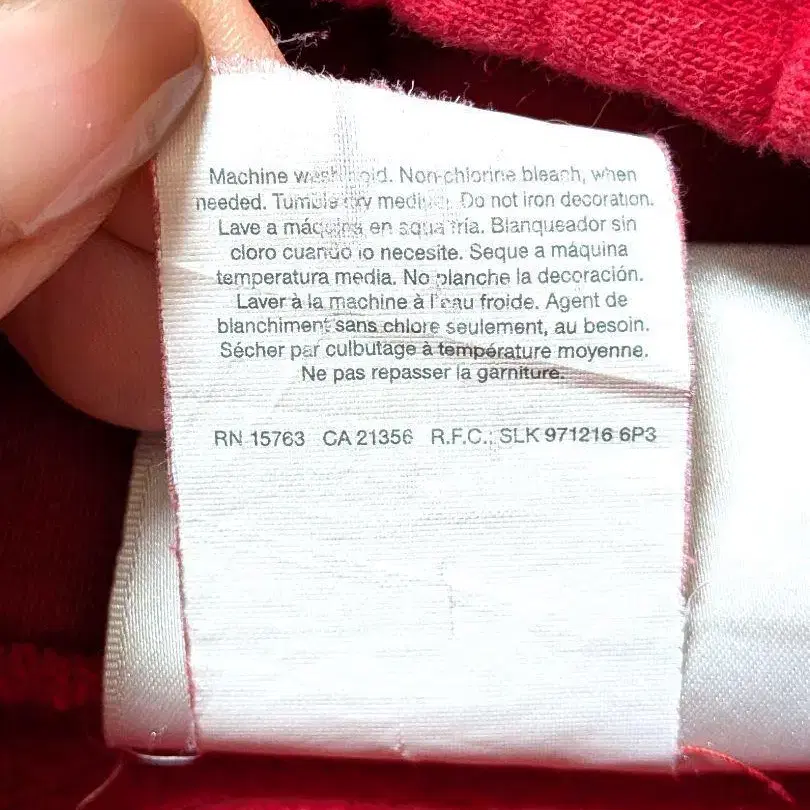 Machine wash cold. Non-chlorine bleach, when
needed. Tumble dry medium. Do not iron decoration.
Lave a máquina en agua fría. Blanqueador sin
cloro cuando lo necesite. Seque a máquina
temperatura media. No planche la decoración.
Laver à la machine à l'eau froide. Agent de
blanchiment sans chlore seulement, au besoin.
Sécher par culbutage à température moyenne.
Ne pas repasser la garniture.
RN 15763 CA 21356 R.F.C.: SLK 971216 6P3